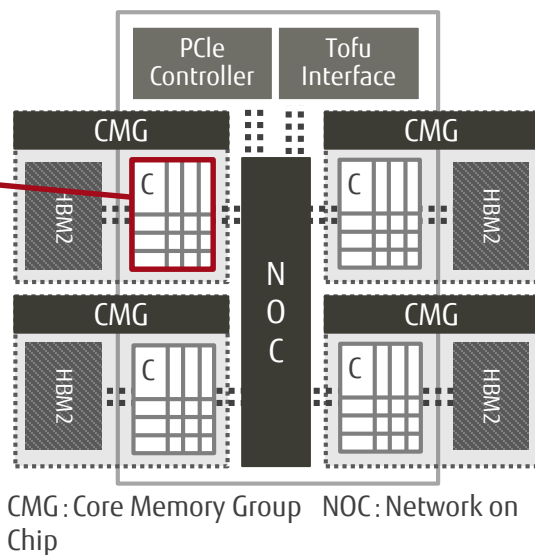 PCIe
Controller
Tofu
Interface
CMG
CMG
HBM2
C
C
HBM2
N
O
C
CMG
CMG
HBM2
C
C
HBM2
CMG : Core Memory Group NOC : Network on
Chip